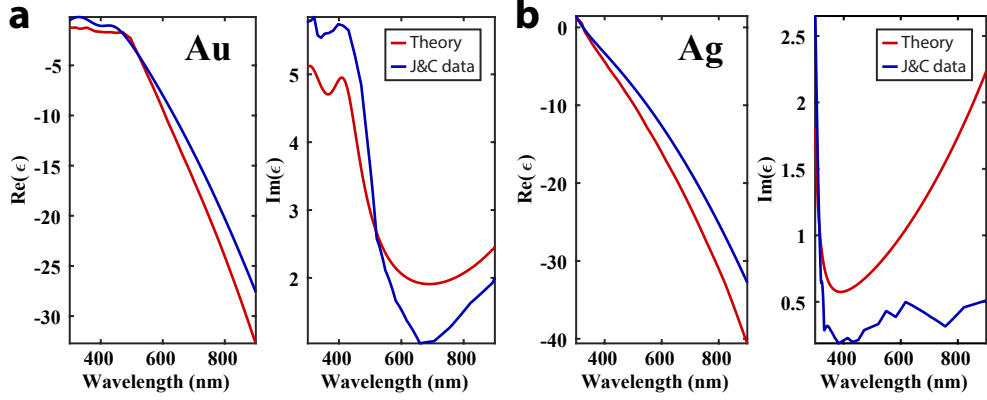 a
Au
Re( ϵ)
-5
-10
-15
-20
-25
-30
400
600
800
Wavelength (nm)
Theory
J&C data
Im(ϵ)
5
4
3
2
400
600
800
Wavelength (nm)
b
Ag
Re( ϵ)
0
-10
-20
-30
-40
400
600
800
Wavelength (nm)
Theory
J&C data
Im(ϵ)
2.5
2
1.5
1
0.5
400
600
800
Wavelength (nm)